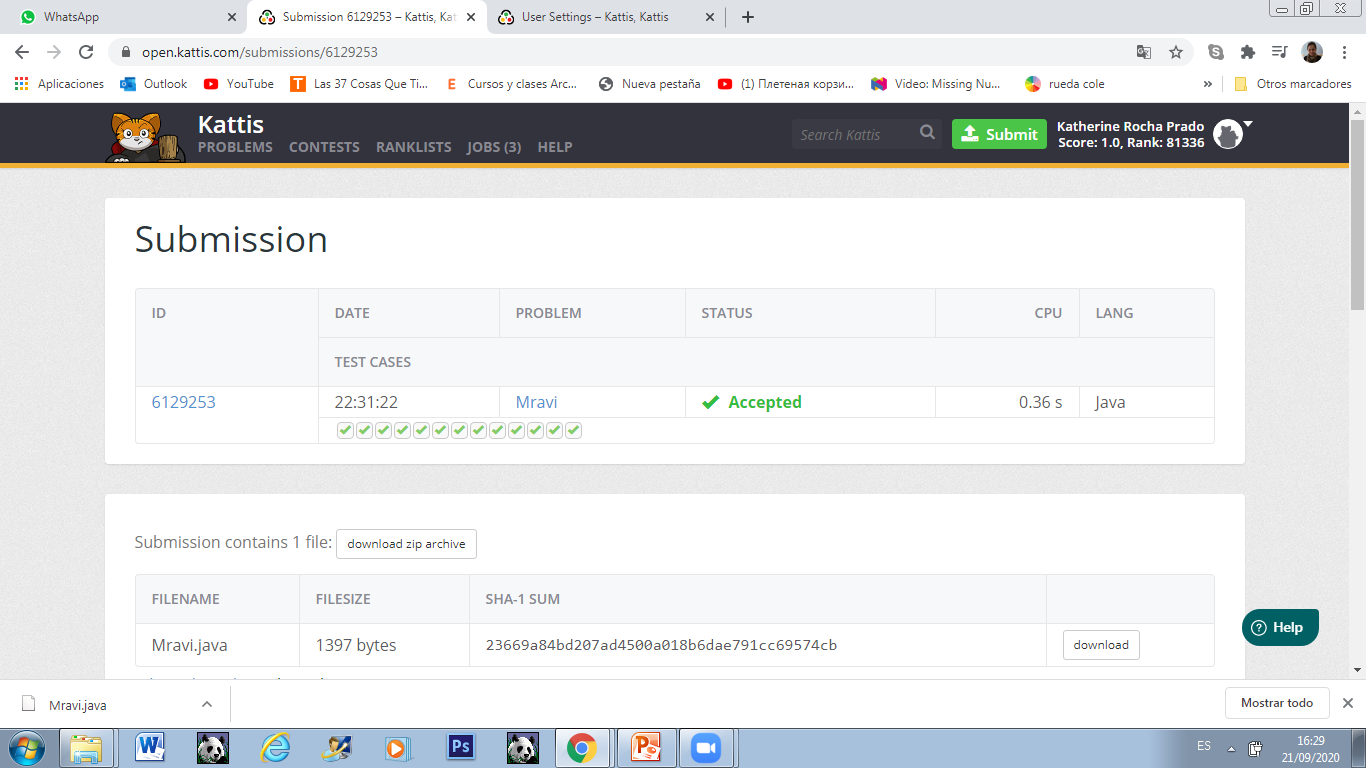 WhatsApp
Submission 6129253 – Kattis, Kat
User Settings – Kattis, Kattis
open.kattis.com/submissions/6129253
Aplicaciones Outlook YouTube Las 37 Cosas Que Ti... Cursos y clases Arc... Nueva pestaña (1) Плетеная корзи... Video: Missing Nu... rueda cole » Otros marcadores
Kattis
PROBLEMS CONTESTS RANKLISTS JOBS (3) HELP
Search Kattis
Submit
Katherine Rocha Prado
Score: 1.0, Rank: 81336
Submission
ID DATE PROBLEM STATUS CPU LANG
TEST CASES
6129253 22:31:22 Mravi Accepted 0.36 s Java
Submission contains 1 file: download zip archive
FILENAME FILESIZE SHA-1 SUM
Mravi.java 1397 bytes 23669a84bd207ad4500a018b6dae791cc69574cb download
Help
Mravi.java
Mostrar todo
ES
16:29
21/09/2020